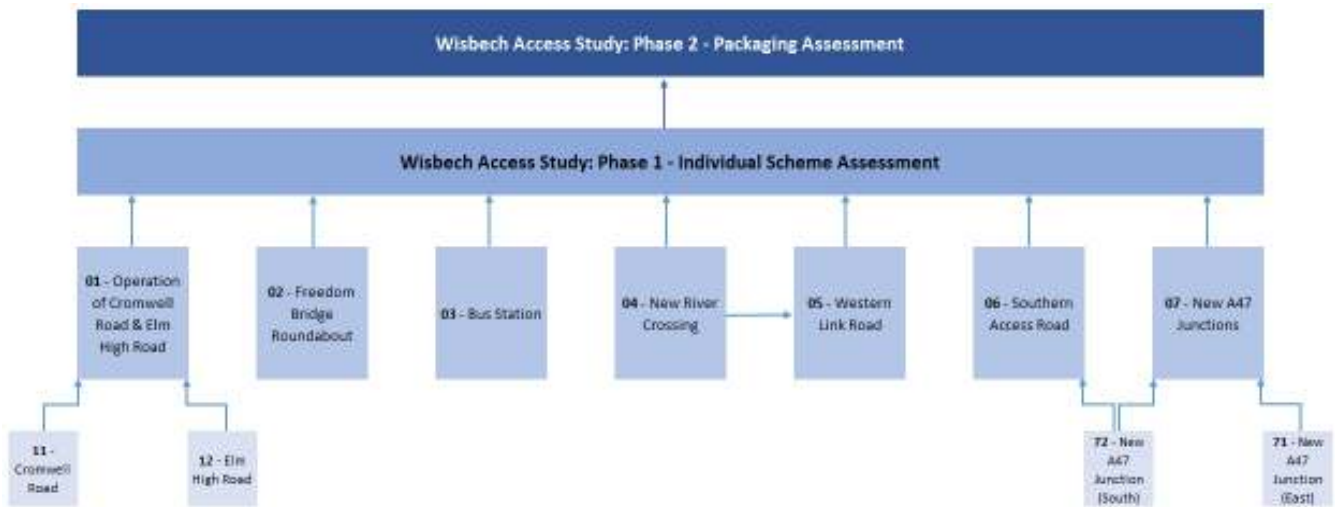 Wisbech Access Study: Phase 2 - Packaging Assessment
Wisbech Access Study: Phase 1 - Individual Scheme Assessment
01 - Operation
of Cromwell
Road & Elm
High Road
02 - Freedom
Bridge
Roundabout
03 - Bus Station
04 - New River
Crossing
05 - Western
Link Road
06 - Southern
Access Road
07 - New A47
Junctions
11 -
Cromwell
Road
12 - Elm
High Road
72 - New
A47
Junction
(South)
71 - New
A47
Junction
(East)